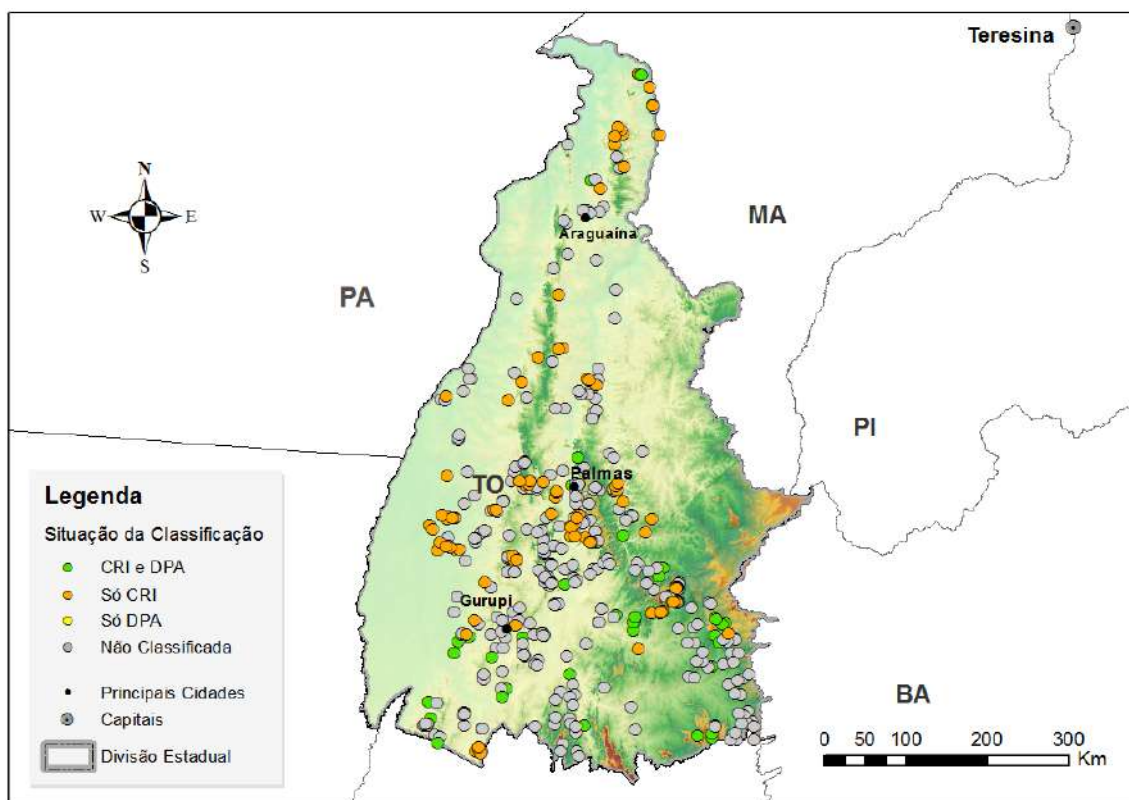 Teresina
N
W
E
S
MA
Araguaína
PA
PI
Palmas
TO
Gurupi
BA
Legenda
Situação da Classificação
CRI e DPA
Só CRI
Só DPA
Não Classificada
Principais Cidades
Capitais
Divisão Estadual
0 50 100 200 300
Km